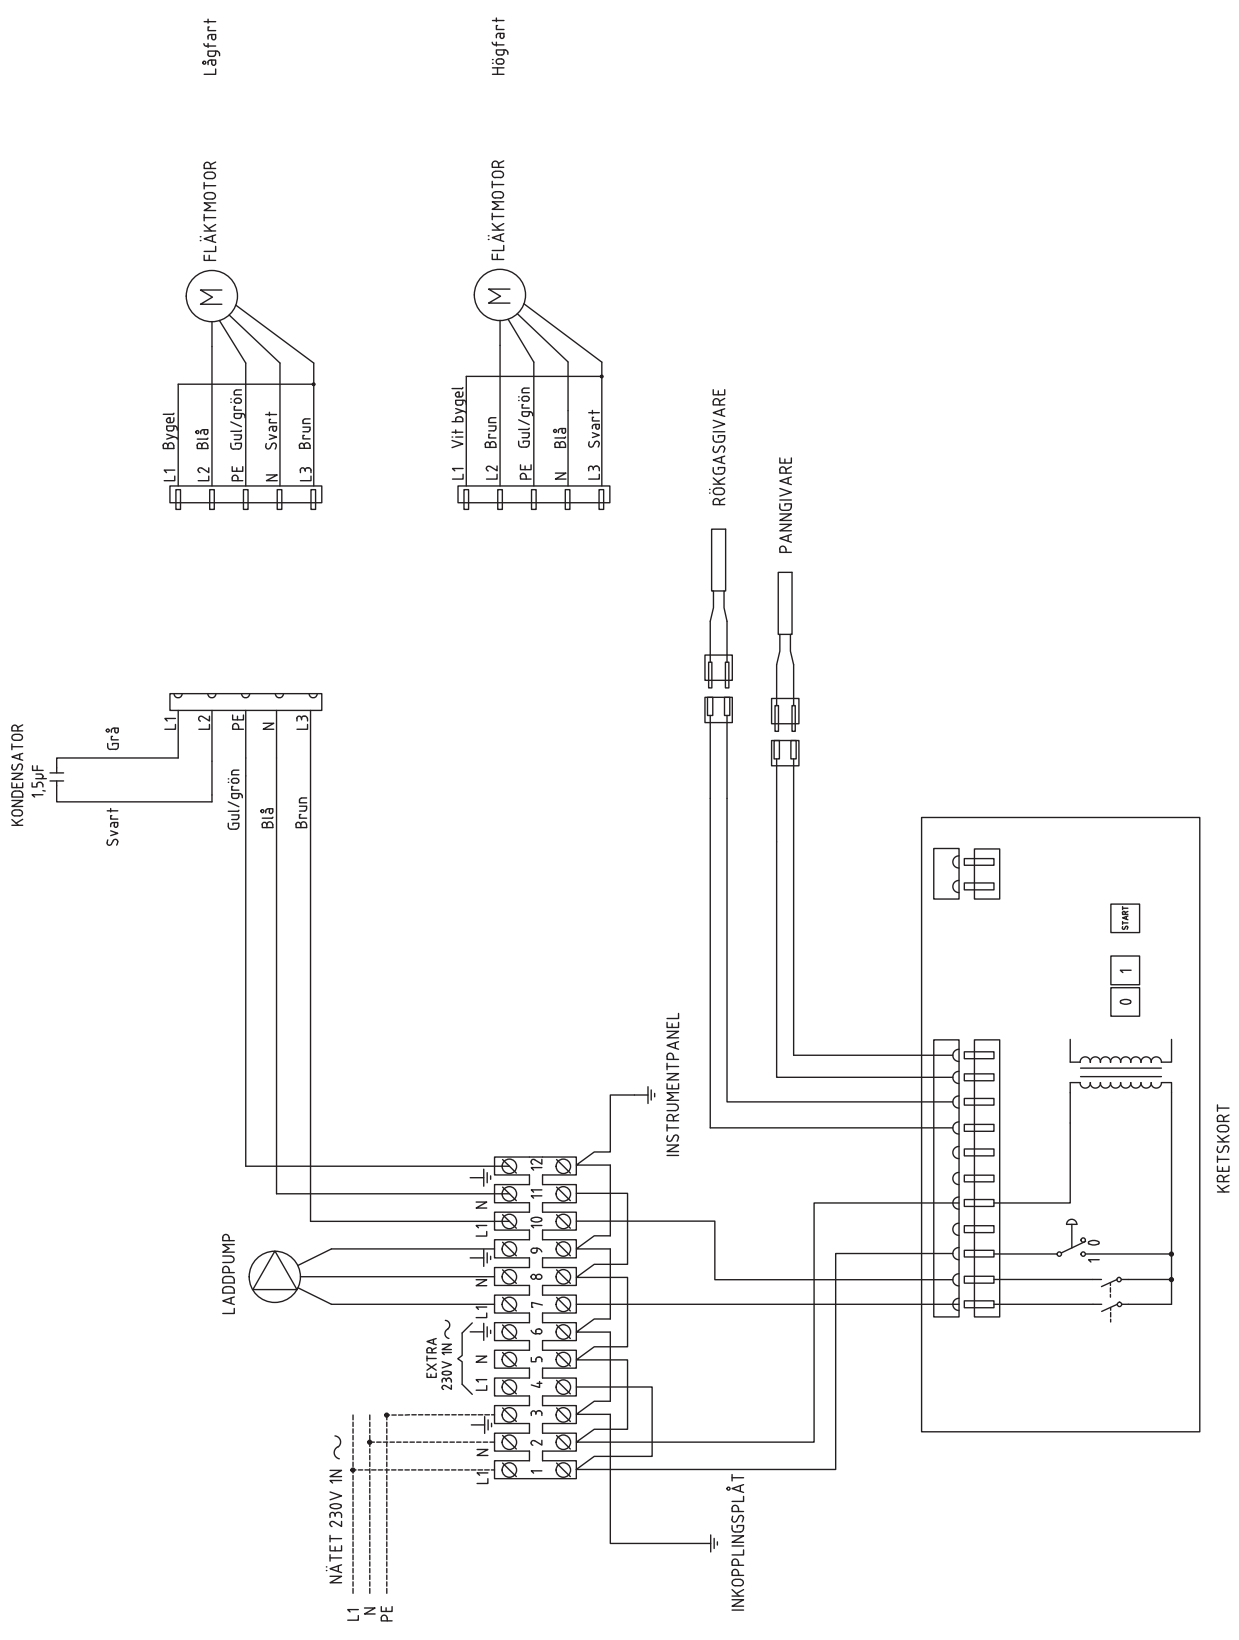 KONDENSATOR
1,5µF
Svart
Grå
L1
L2
PE
N
L3
Gul/grön
Blå
Brun
L1 Bygel
L2 Blå
PE Gul/grön
N Svart
L3 Brun
M
FLÄKTMOTOR
Lågfart
L1 Vit bygel
L2 Brun
PE Gul/grön
N Blå
L3 Svart
M
FLÄKTMOTOR
Högfart
NÄTET 230V 1N ~
L1
N
PE
EXTRA
230V 1N ~
LADDPUMP
L1
N
L1
N
L1
N
L1
N
1
2
3
4
5
6
7
8
9
10
11
12
INKOPPLINGSPLÅT
INSTRUMENTPANEL
RÖKGASGIVARE
PANNGIVARE
1 0
0
1
START
KRETSKORT